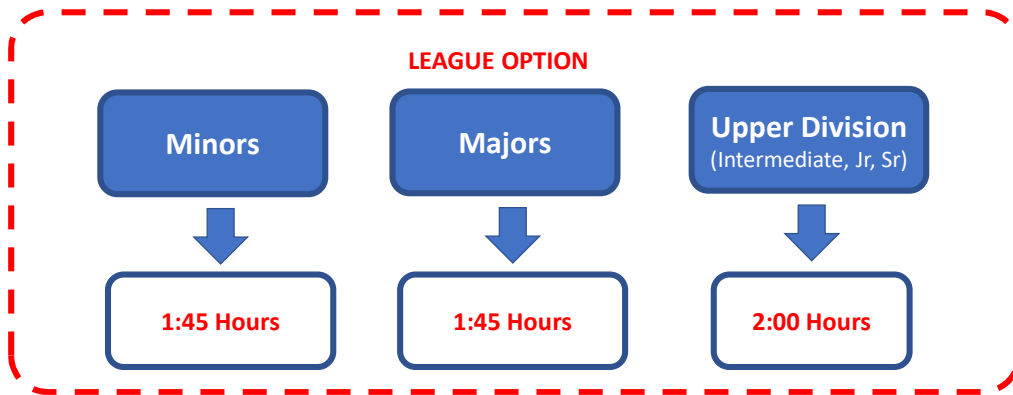 LEAGUE OPTION
Minors
Majors
Upper Division
(Intermediate, Jr, Sr)
1:45 Hours
1:45 Hours
2:00 Hours